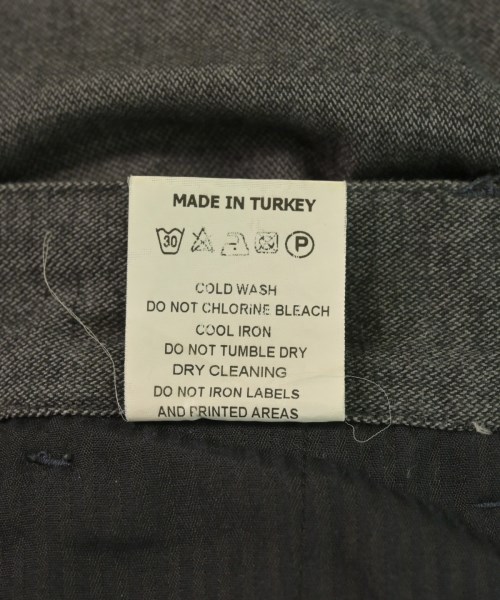 MADE IN TURKEY
30 P
COLD WASH
DO NOT CHLORINE BLEACH
COOL IRON
DO NOT TUMBLE DRY
DRY CLEANING
DO NOT IRON LABELS
AND PRINTED AREAS